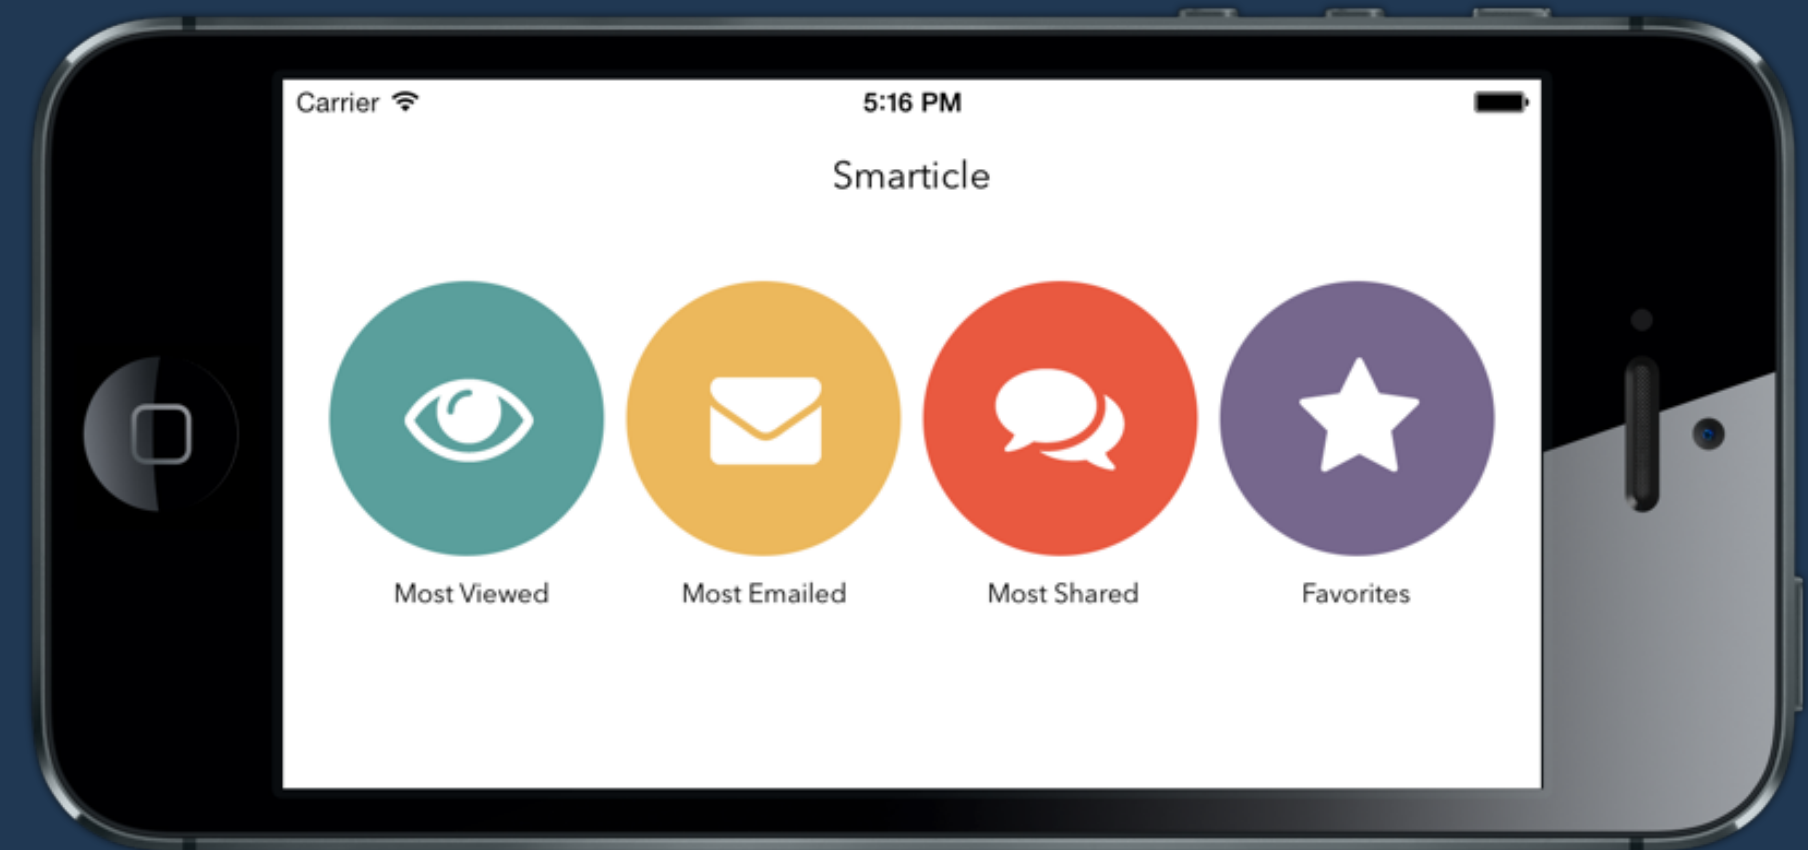 Carrier
5:16 PM
Smarticle
Most Viewed
Most Emailed
Most Shared
Favorites